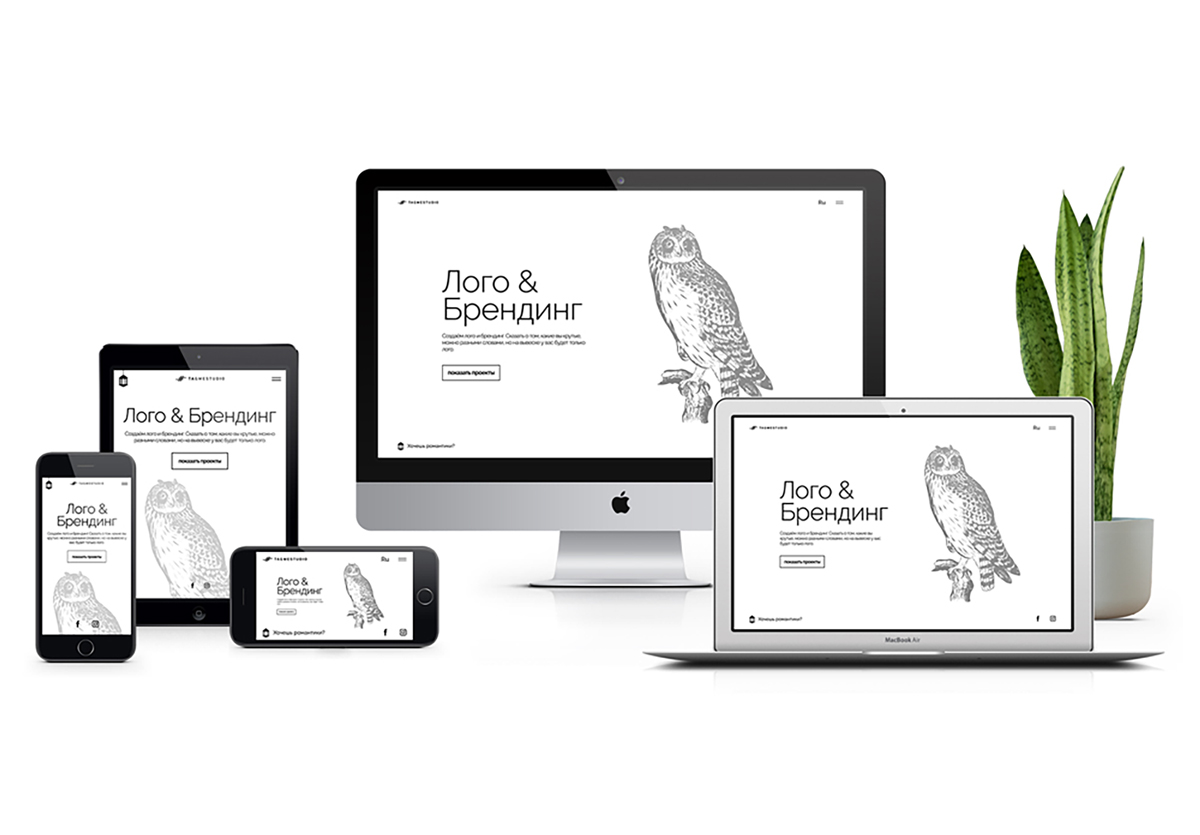 TAGMESTUDIO
Ru
Лого &
Брендинг
Создаём лого и брендинг. Сказать о том, какие вы крутые,
можно разными словами, но на вывеске у вас будет только
лого.
показать проекты
Хочешь романтики?
TAGMESTUDIO
Лого & Брендинг
Создаём лого и брендинг. Сказать о том, какие вы крутые, можно
разными словами, но на вывеске у вас будет только лого.
показать проекты
TAGMESTUDIO
Лого &
Брендинг
Создаём лого и брендинг. Сказать о том, какие вы
крутые, можно разными словами, но на вывеске у
вас будет только лого.
показать проекты
TAGMESTUDIO
Ru
Лого &
Брендинг
Хочешь романтики?
TAGMESTUDIO
Ru
Лого &
Брендинг
Создаём лого и брендинг. Сказать о том, какие вы
крутые, можно разными словами, но на вывеске у вас
будет только лого.
показать проекты
Хочешь романтики?
MacBook Air